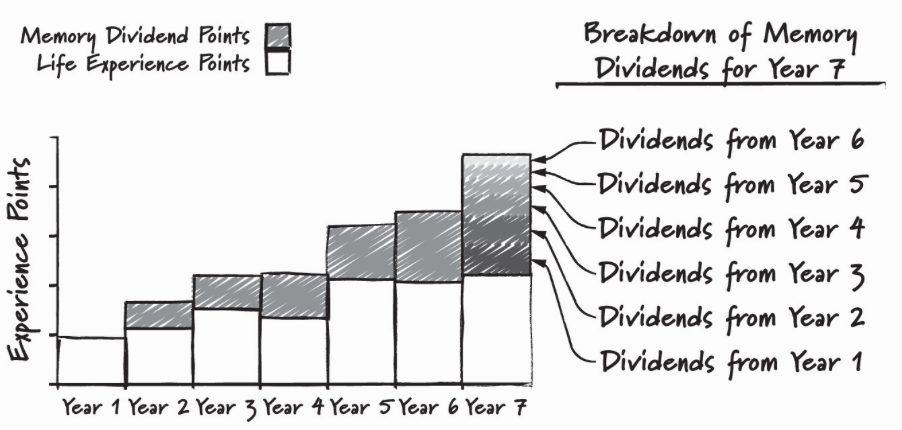 Memory Dividend Points
Life Experience Points
Breakdown of Memory
Dividends for Year 7
Experience Points
Dividends from Year 6
Dividends from Year 5
Dividends from Year 4
Dividends from Year 3
Dividends from Year 2
Dividends from Year 1
Year 1 Year 2 Year 3 Year 4 Year 5 Year 6 Year 7